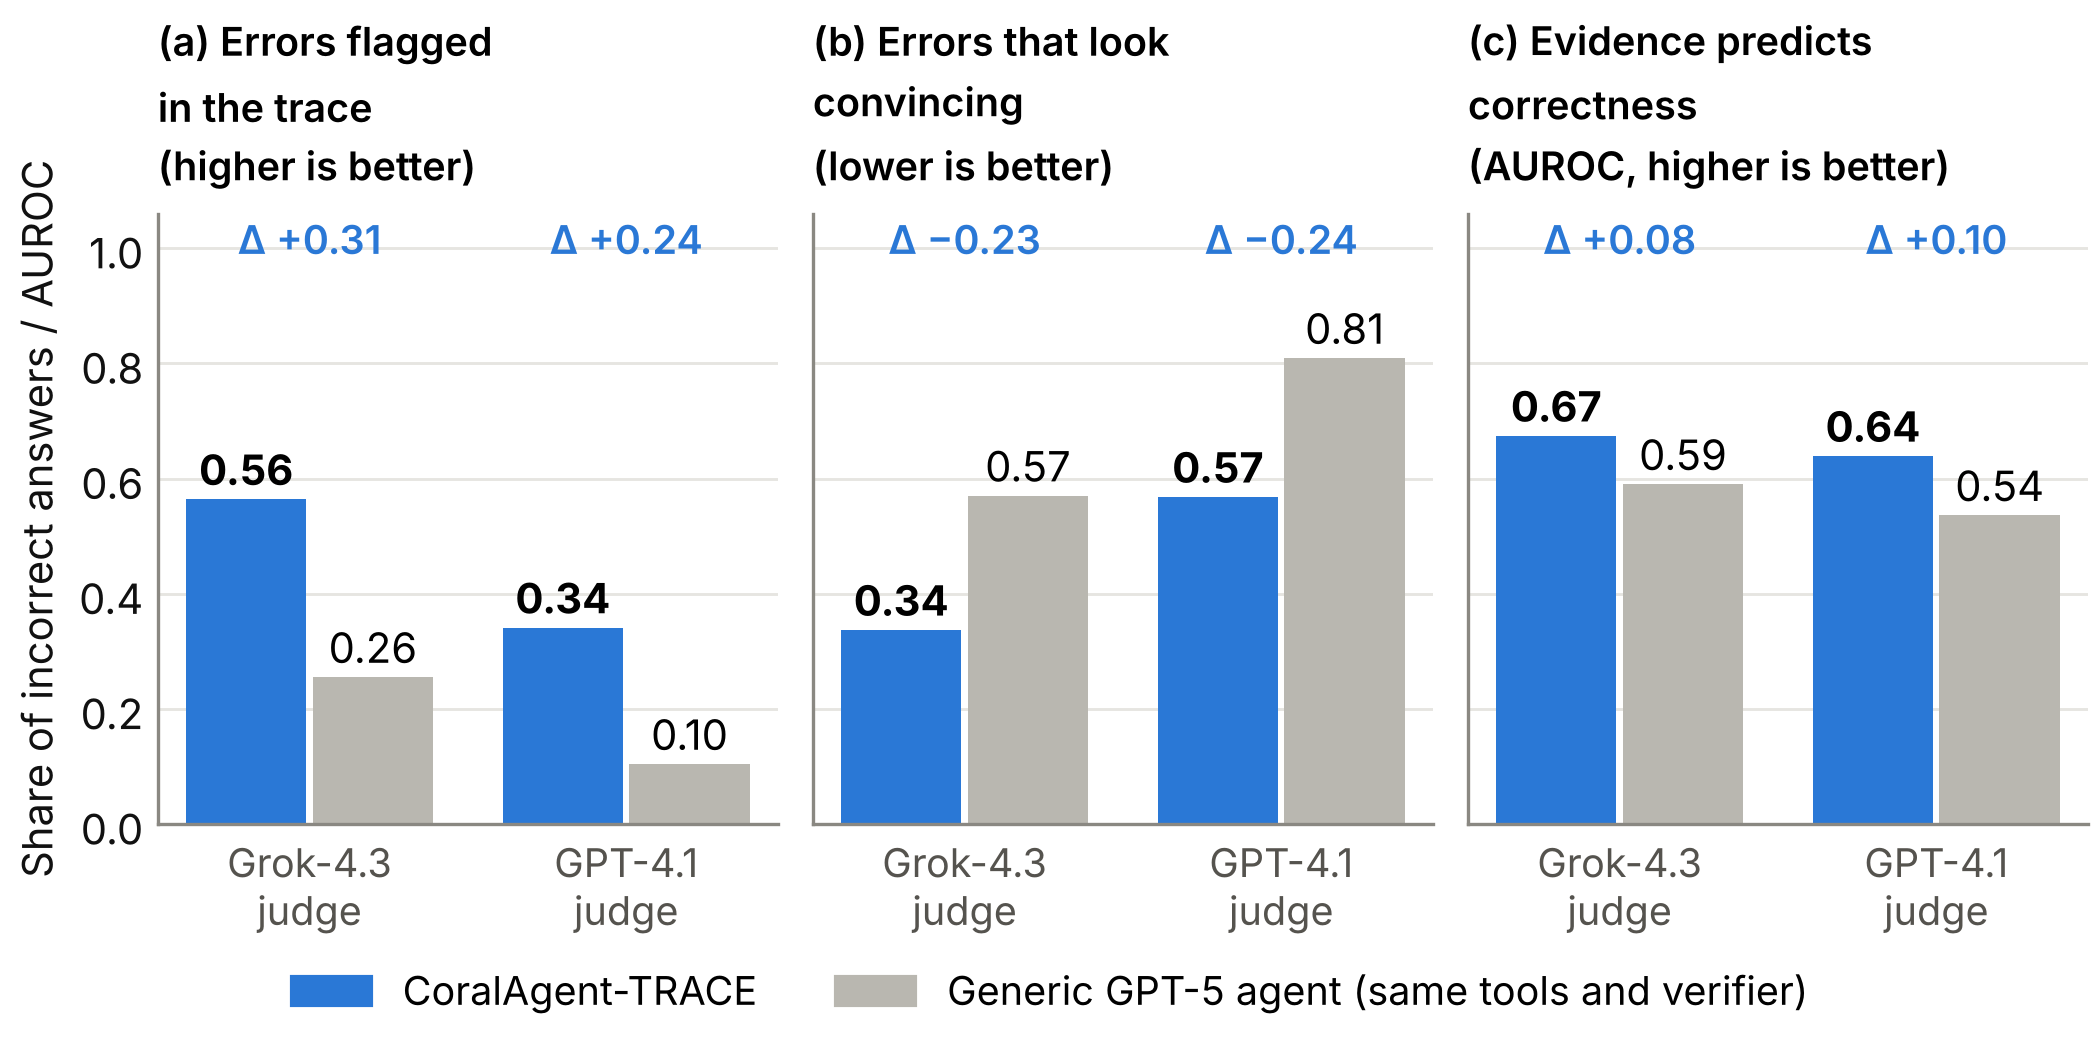 (a) Errors flagged
in the trace
(higher is better)
(b) Errors that look
convincing
(lower is better)
(c) Evidence predicts
correctness
(AUROC, higher is better)
Share of incorrect answers / AUROC
1.0
0.8
0.6
0.4
0.2
0.0
Δ +0.31
Δ +0.24
0.56
0.26
0.34
0.10
Grok-4.3
judge
GPT-4.1
judge
Δ −0.23
Δ −0.24
0.34
0.57
0.57
0.81
Grok-4.3
judge
GPT-4.1
judge
Δ +0.08
Δ +0.10
0.67
0.59
0.64
0.54
Grok-4.3
judge
GPT-4.1
judge
CoralAgent-TRACE
Generic GPT-5 agent (same tools and verifier)